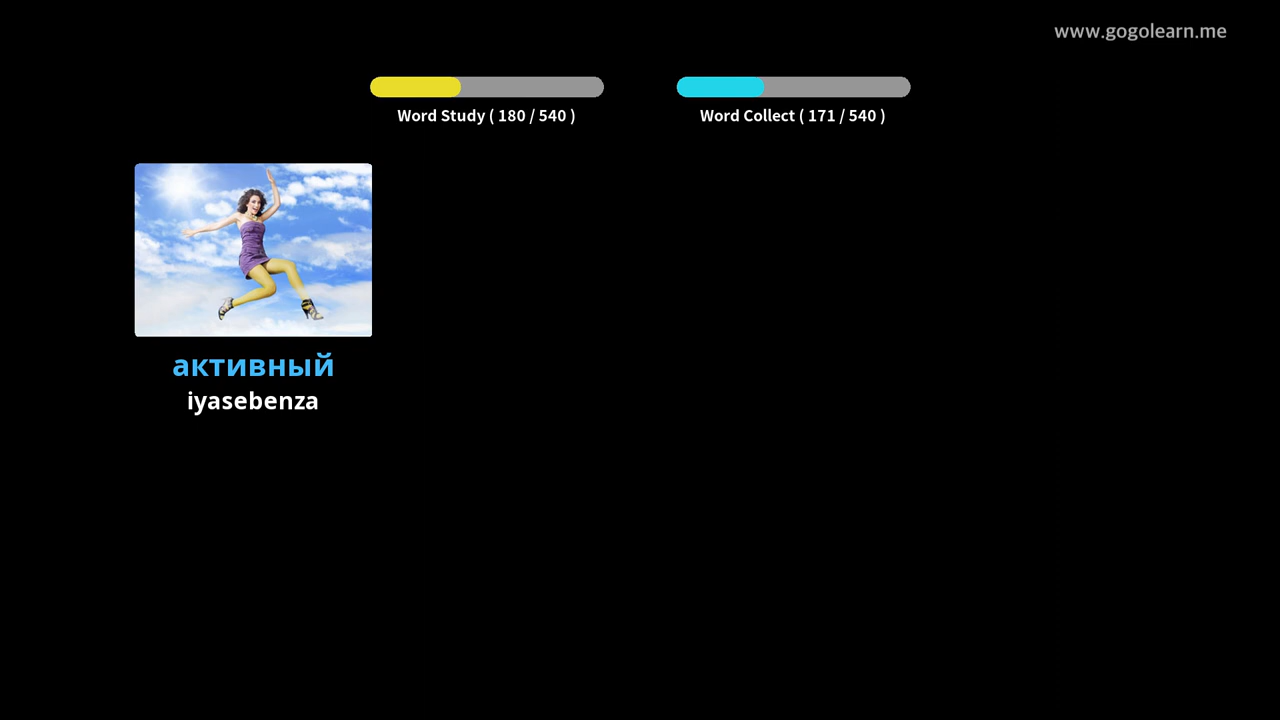 www.gogolearn.me
Word Study ( 180 / 540 )
Word Collect ( 171 / 540 )
активный
iyasebenza